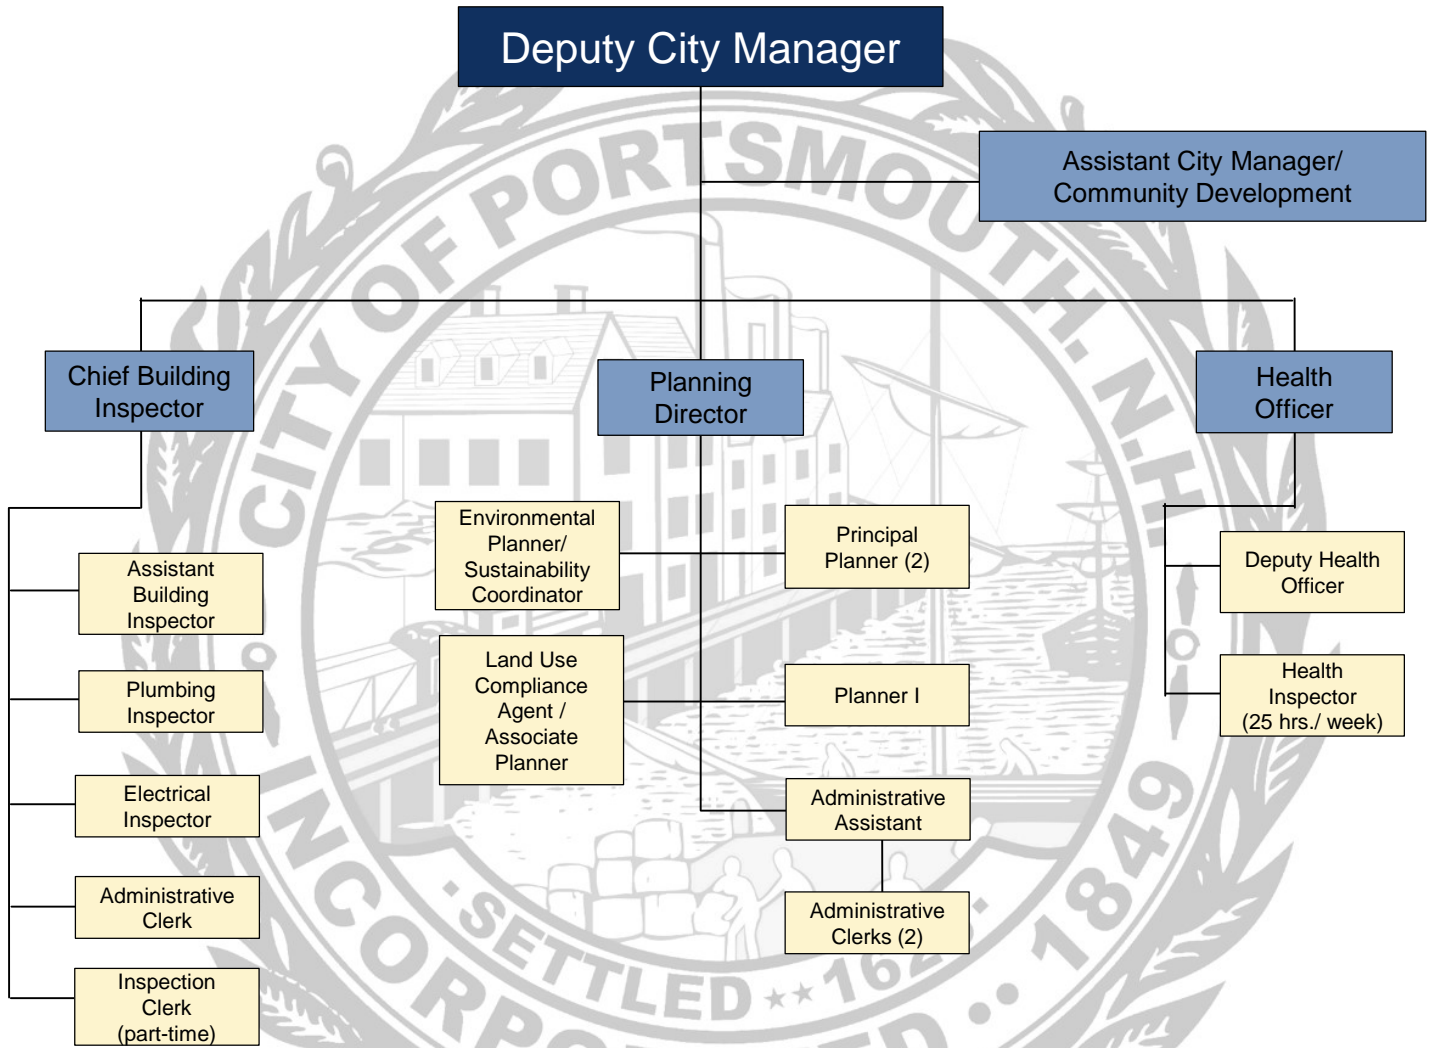 Deputy City Manager
Assistant City Manager/
Community Development
Chief Building
Inspector
Planning
Director
Health
Officer
Assistant
Building
Inspector
Plumbing
Inspector
Electrical
Inspector
Administrative
Clerk
Inspection
Clerk
(part-time)
Environmental
Planner/
Sustainability
Coordinator
Land Use
Compliance
Agent /
Associate
Planner
Principal
Planner (2)
Planner I
Administrative
Assistant
Administrative
Clerks (2)
Deputy Health
Officer
Health
Inspector
(25 hrs./ week)
CITY OF PORTSMOUTH, N.H.
SETTLED
INCORPORATED 1849